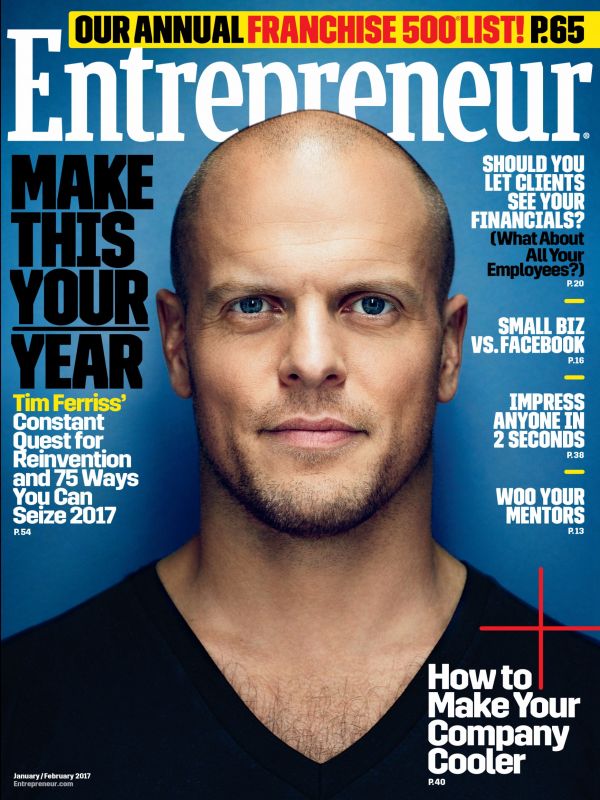 OUR ANNUAL FRANCHISE 500® LIST! P.65
Entrepreneur®
MAKE
THIS
YOUR
YEAR
Tim Ferriss’
Constant
Quest for
Reinvention
and 75 Ways
You Can
Seize 2017
P.54
SHOULD YOU
LET CLIENTS
SEE YOUR
FINANCIALS?
(What About
All Your
Employees?)
P.20
SMALL BIZ
VS. FACEBOOK
P.16
IMPRESS
ANYONE IN
2 SECONDS
P.38
WOO YOUR
MENTORS
P.13
How to
Make Your
Company
Cooler
P.40
January/February 2017
Entrepreneur.com